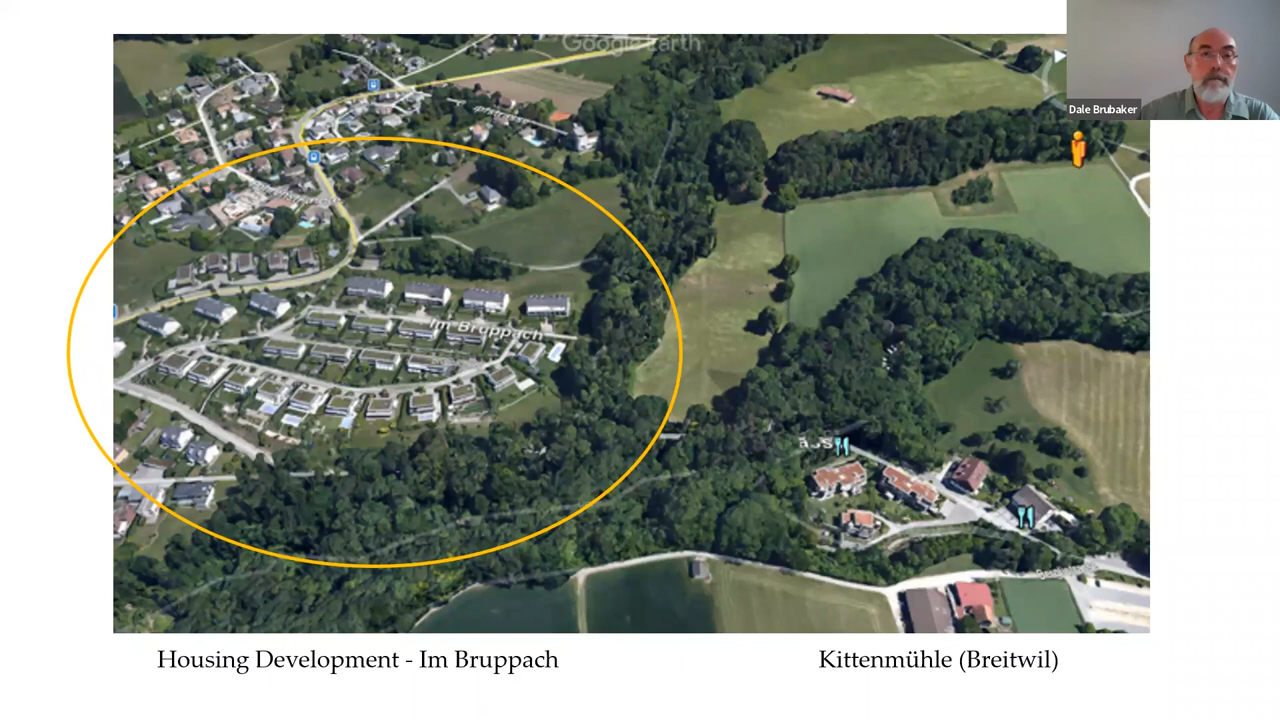 Google Earth
Dale Brubaker
Im Bruppach
Housing Development - Im Bruppach
Kittenmühle (Breitwil)